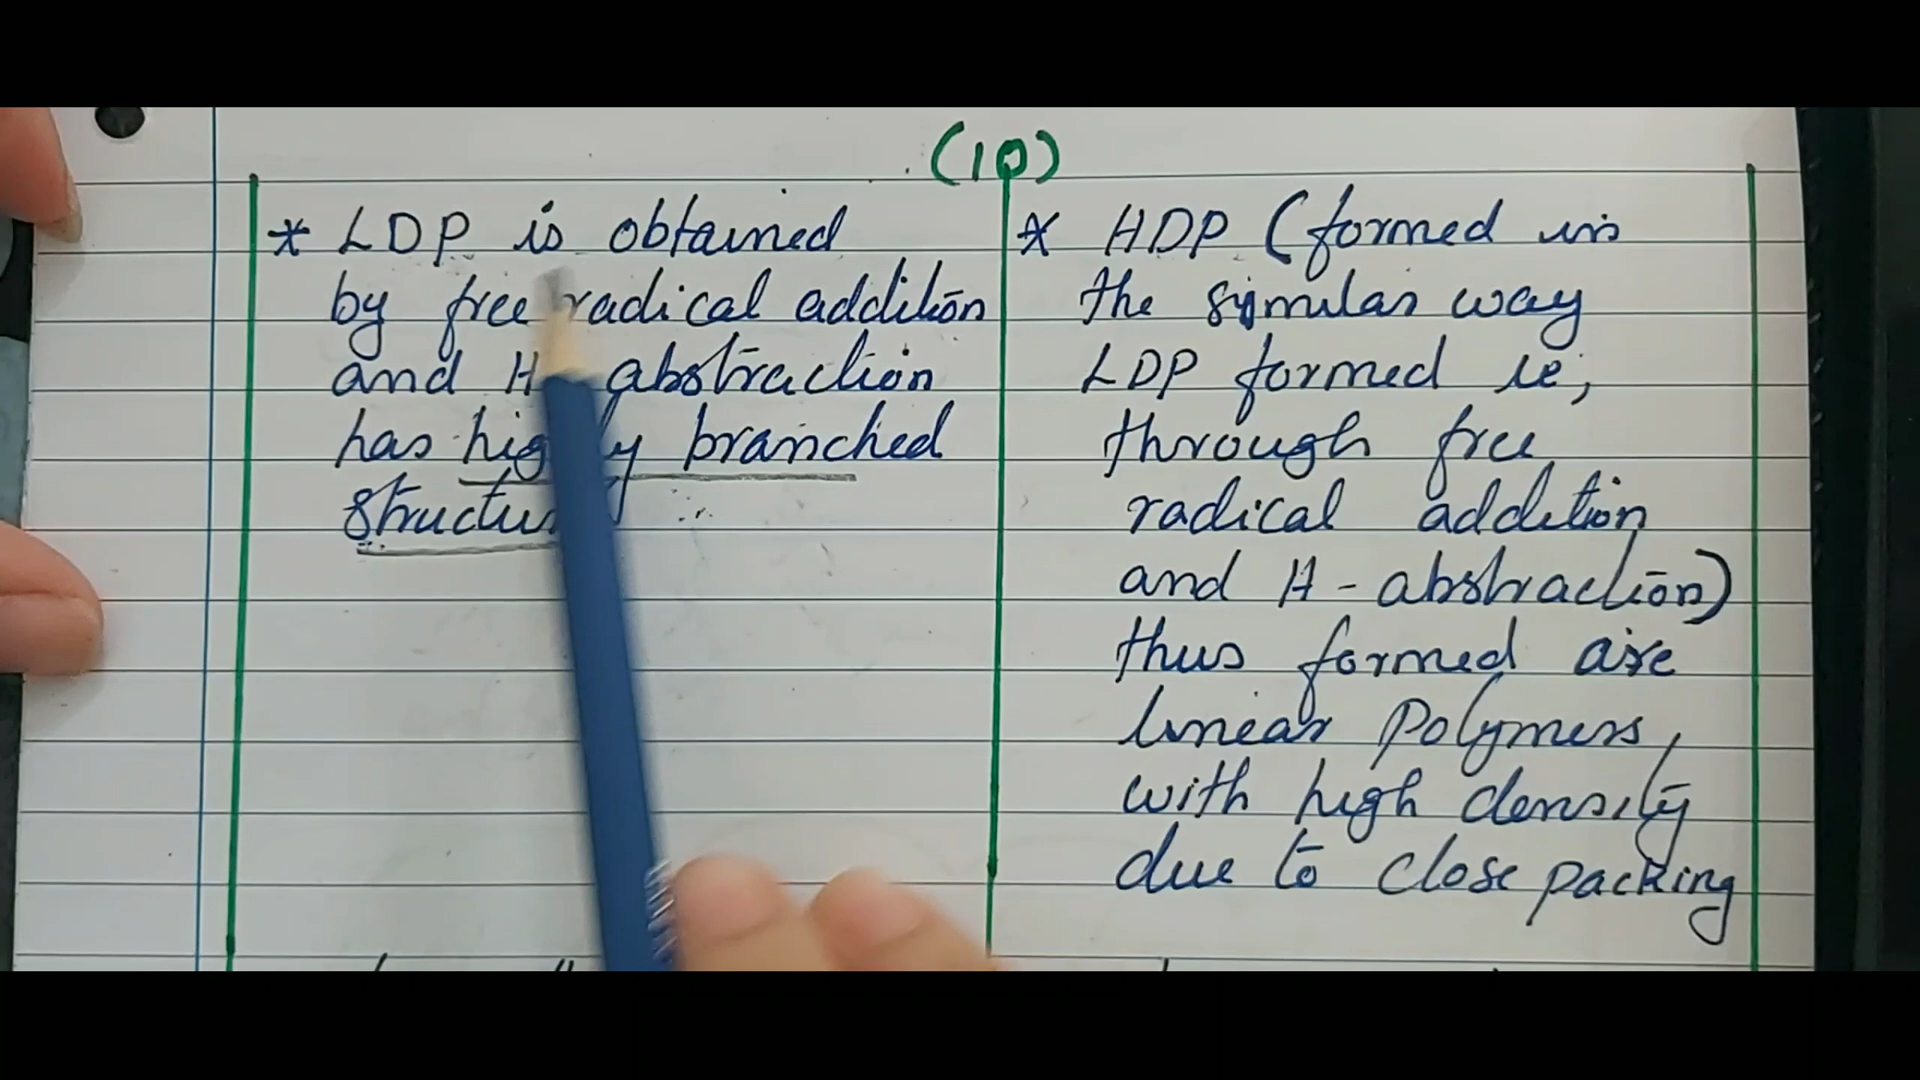 (10)
* LDP is obtained
by free radical addition
and H abstraction
has highly branched
structure
* HDP (formed in
the similar way
LDP formed ie,
through free
radical addition
and H-abstraction)
thus formed are
linear polymers,
with high density
due to close packing